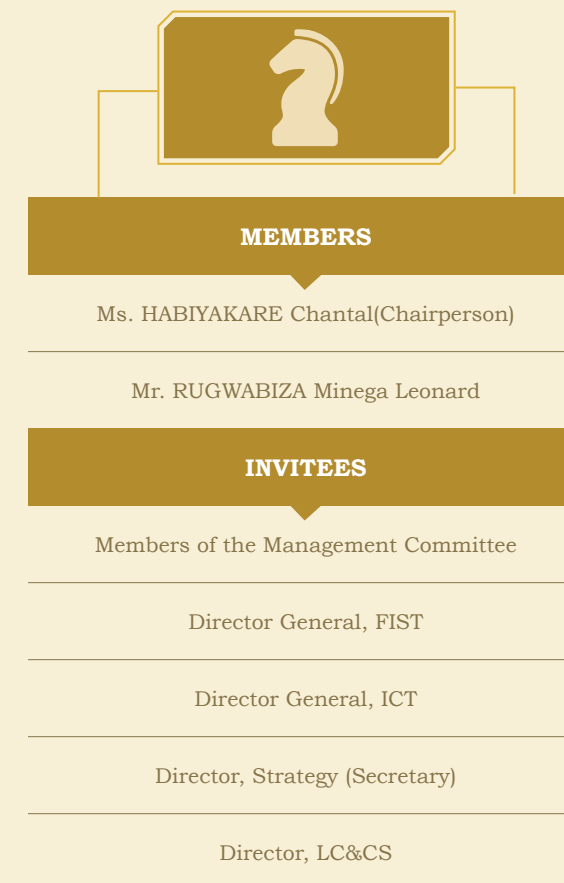 MEMBERS
Ms. HABIYAKARE Chantal(Chairperson)
Mr. RUGWABIZA Minega Leonard
INVITEES
Members of the Management Committee
Director General, FIST
Director General, ICT
Director, Strategy (Secretary)
Director, LC&CS